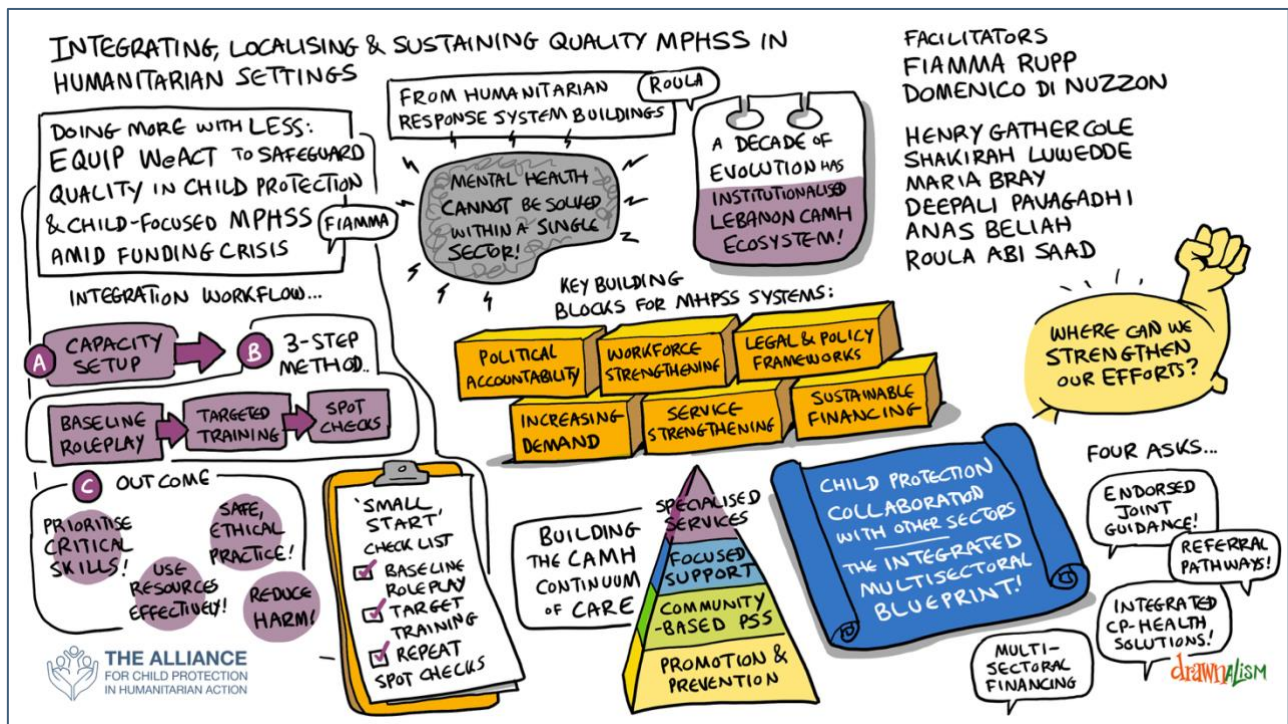 INTEGRATING, LOCALISING & SUSTAINING QUALITY MPHSS IN
HUMANITARIAN SETTINGS
DOING MORE WITH LESS:
EQUIP WeACT TO SAFEGUARD
QUALITY IN CHILD PROTECTION
& CHILD-FOCUSED MPHSS
AMID FUNDING CRISIS
FIAMMA
INTEGRATION WORKFLOW...
A
CAPACITY
SETUP
B
3-STEP
METHOD..
BASELINE
ROLEPLAY
TARGETED
TRAINING
SPOT
CHECKS
C
OUTCOME
PRIORITISE
CRITICAL
SKILLS!
USE
RESOURCES
EFFECTIVELY!
SAFE,
ETHICAL
PRACTICE!
REDUCE
HARM!
THE ALLIANCE
FOR CHILD PROTECTION
IN HUMANITARIAN ACTION
FROM HUMANITARIAN
RESPONSE SYSTEM BUILDINGS
ROULA
MENTAL HEALTH
CANNOT BE SOLVED
WITHIN A SINGLE
SECTOR!
A DECADE OF
EVOLUTION HAS
INSTITUTIONALISED
LEBANON CAMH
ECOSYSTEM!
KEY BUILDING
BLOCKS FOR MHPSS SYSTEMS:
POLITICAL
ACCOUNTABILITY
WORKFORCE
STRENGTHENING
LEGAL & POLICY
FRAMEWORKS
INCREASING
DEMAND
SERVICE
STRENGTHENING
SUSTAINABLE
FINANCING
'SMALL
START'
CHECK LIST
BASELINE
ROLEPLAY
TARGET
TRAINING
REPEAT
SPOT CHECKS
BUILDING
THE CAMH
CONTINUUM
OF CARE
SPECIALISED
SERVICES
FOCUSED
SUPPORT
COMMUNITY
-BASED PSS
PROMOTION &
PREVENTION
CHILD PROTECTION
COLLABORATION
WITH OTHER SECTORS
THE INTEGRATED
MULTISECTORAL
BLUEPRINT!
FACILITATORS
FIAMMA RUPP
DOMENICO DI NUZZON
HENRY GATHERCOLE
SHAKIRAH LUWEDDE
MARIA BRAY
DEEPALI PAVAGADHI
ANAS BELIAH
ROULA ABI SAAD
WHERE CAN WE
STRENGTHEN
OUR EFFORTS?
FOUR ASKS...
ENDORSED
JOINT
GUIDANCE!
REFERRAL
PATHWAYS!
INTEGRATED
CP-HEALTH
SOLUTIONS!
MULTI-
SECTORAL
FINANCING
drawnalism